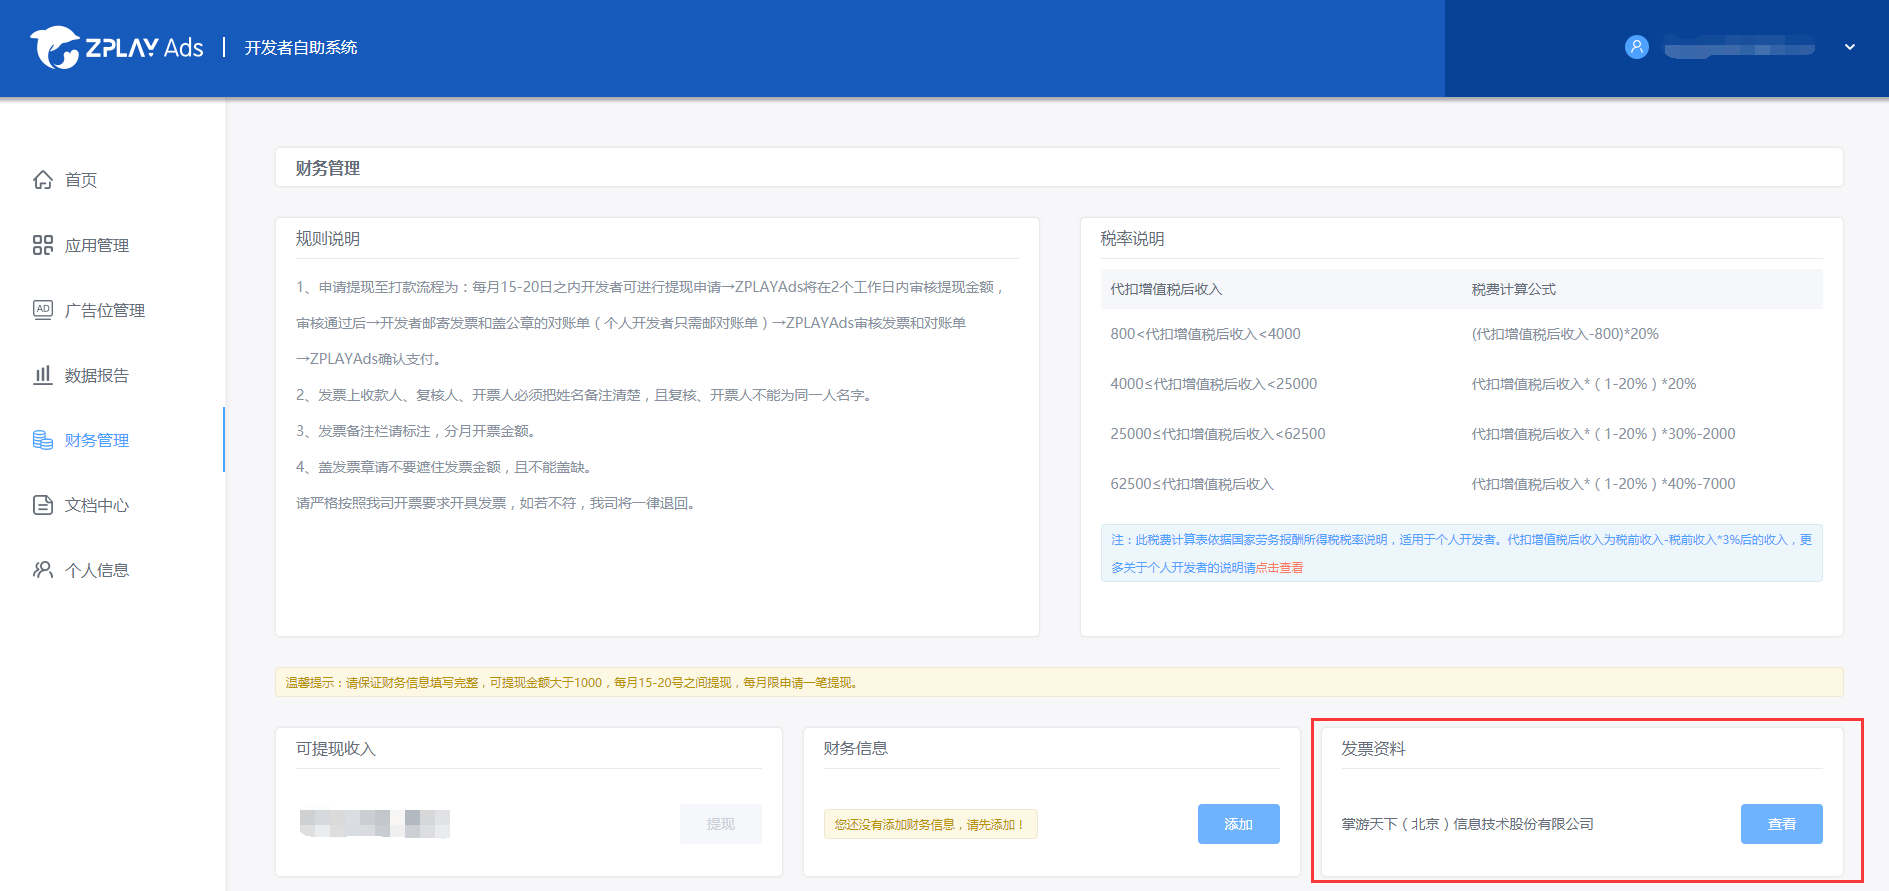 ZPLAY Ads | 开发者自助系统
首页
应用管理
AD 广告位管理
数据报告
财务管理
文档中心
个人信息
财务管理
规则说明
1、申请提现至打款流程为：每月15-20日之内开发者可进行提现申请→ZPLAYAds将在2个工作日内审核提现金额，
审核通过后→开发者邮寄发票和盖公章的对账单（个人开发者只需邮对账单）→ZPLAYAds审核发票和对账单
→ZPLAYAds确认支付。
2、发票上收款人、复核人、开票人必须把姓名备注清楚，且复核、开票人不能为同一人名字。
3、发票备注栏请标注，分月开票金额。
4、盖发票章请不要遮住发票金额，且不能盖缺。
请严格按照我司开票要求开具发票，如若不符，我司将一律退回。
税率说明
代扣增值税后收入 税费计算公式
800<代扣增值税后收入<4000 (代扣增值税后收入-800)*20%
4000≤代扣增值税后收入<25000 代扣增值税后收入*（1-20%）*20%
25000≤代扣增值税后收入<62500 代扣增值税后收入*（1-20%）*30%-2000
62500≤代扣增值税后收入 代扣增值税后收入*（1-20%）*40%-7000
注：此税费计算表依据国家劳务报酬所得税税率说明，适用于个人开发者。代扣增值税后收入为税前收入-税前收入*3%后的收入，更
多关于个人开发者的说明请点击查看
温馨提示：请保证财务信息填写完整，可提现金额大于1000，每月15-20号之间提现，每月限申请一笔提现。
可提现收入
提现
财务信息
您还没有添加财务信息，请先添加！
添加
发票资料
掌游天下（北京）信息技术股份有限公司
查看